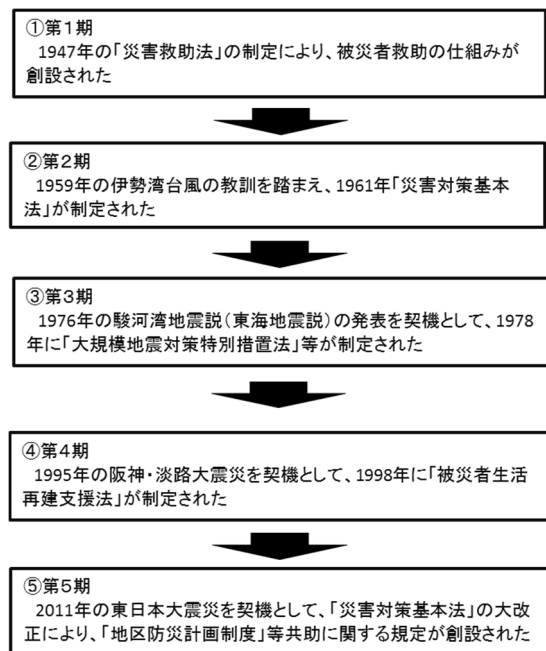 ①第１期
1947年の「災害救助法」の制定により、被災者救助の仕組みが
創設された
②第２期
1959年の伊勢湾台風の教訓を踏まえ、1961年「災害対策基本
法」が制定された
③第３期
1976年の駿河湾地震説（東海地震説）の発表を契機として、1978
年に「大規模地震対策特別措置法」等が制定された
④第４期
1995年の阪神・淡路大震災を契機として、1998年に「被災者生活
再建支援法」が制定された
⑤第５期
2011年の東日本大震災を契機として、「災害対策基本法」の大改
正により、「地区防災計画制度」等共助に関する規定が創設された